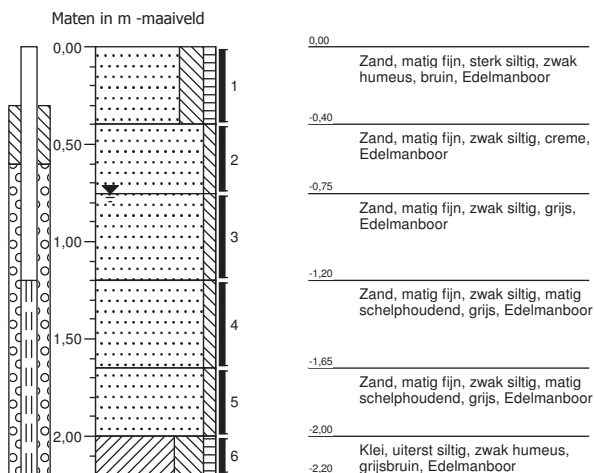 Maten in m -maaiveld
0,00
0,50
1,00
1,50
2,00
1
2
3
4
5
6
0,00
Zand, matig fijn, sterk siltig, zwak
humeus, bruin, Edelmanboor
-0,40
Zand, matig fijn, zwak siltig, creme,
Edelmanboor
-0,75
Zand, matig fijn, zwak siltig, grijs,
Edelmanboor
-1,20
Zand, matig fijn, zwak siltig, matig
schelphoudend, grijs, Edelmanboor
-1,65
Zand, matig fijn, zwak siltig, matig
schelphoudend, grijs, Edelmanboor
-2,00
Klei, uiterst siltig, zwak humeus,
grijsbruin, Edelmanboor
-2,20